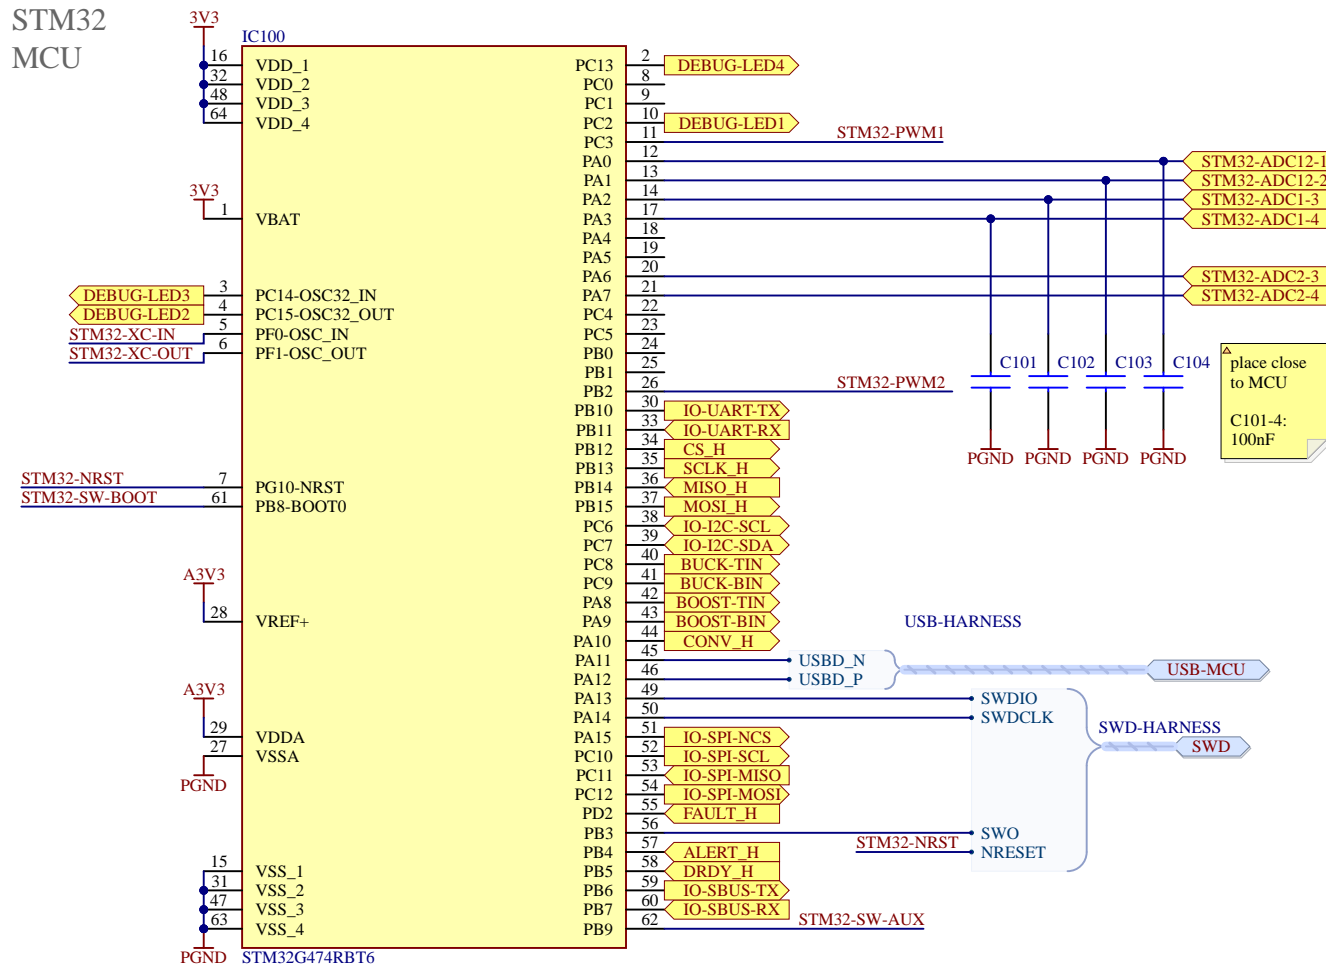 STM32
MCU
3V3
IC100
16 VDD_1
32 VDD_2
48 VDD_3
64 VDD_4
3V3
1 VBAT
DEBUG-LED3 3 PC14-OSC32_IN
DEBUG-LED2 4 PC15-OSC32_OUT
STM32-XC-IN 5 PF0-OSC_IN
STM32-XC-OUT 6 PF1-OSC_OUT
STM32-NRST 7 PG10-NRST
STM32-SW-BOOT 61 PB8-BOOT0
A3V3
28 VREF+
A3V3
29 VDDA
27 VSSA
PGND
15 VSS_1
31 VSS_2
47 VSS_3
63 VSS_4
PGND
STM32G474RBT6
PC13 2 DEBUG-LED4
PC0 8
PC1 9
PC2 10 DEBUG-LED1
PC3 11 STM32-PWM1
PA0 12 STM32-ADC12-1
PA1 13 STM32-ADC12-2
PA2 14 STM32-ADC1-3
PA3 17 STM32-ADC1-4
PA4 18
PA5 19
PA6 20 STM32-ADC2-3
PA7 21 STM32-ADC2-4
PC4 22
PC5 23
PB0 24
PB1 25
PB2 26 STM32-PWM2
PB10 30 IO-UART-TX
PB11 33 IO-UART-RX
PB12 34 CS_H
PB13 35 SCLK_H
PB14 36 MISO_H
PB15 37 MOSI_H
PC6 38 IO-I2C-SCL
PC7 39 IO-I2C-SDA
PC8 40 BUCK-TIN
PC9 41 BUCK-BIN
PA8 42 BOOST-TIN
PA9 43 BOOST-BIN
PA10 44 CONV_H
PA11 45 USBD_N
PA12 46 USBD_P
PA13 49 SWDIO
PA14 50 SWDCLK
PA15 51 IO-SPI-NCS
PC10 52 IO-SPI-SCL
PC11 53 IO-SPI-MISO
PC12 54 IO-SPI-MOSI
PD2 55 FAULT_H
PB3 56 SWO
PB4 57 ALERT_H
PB5 58 DRDY_H
PB6 59 IO-SBUS-TX
PB7 60 IO-SBUS-RX
PB9 62 STM32-SW-AUX
C101 C102 C103 C104
PGND PGND PGND PGND
place close
to MCU
C101-4:
100nF
USB-HARNESS
USB-MCU
SWD-HARNESS
SWD
STM32-NRST NRESET